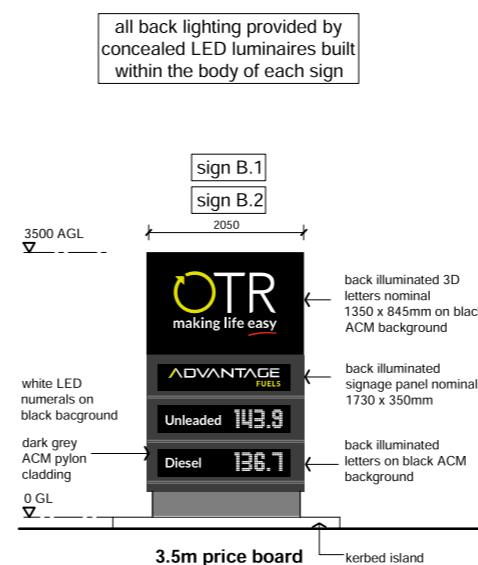 all back lighting provided by
concealed LED luminaires built
within the body of each sign
sign B.1
sign B.2
2050
3500 AGL
OTR
making life easy
back illuminated 3D
letters nominal
1350 x 845mm on blac
ACM background
ADVANTAGE
FUELS
back illuminated
signage panel nominal
1730 x 350mm
white LED
numerals on
black bacground
Unleaded 143.9
dark grey
ACM pylon
cladding
Diesel 136.7
back illuminated
letters on black ACM
background
0 GL
3.5m price board
kerbed island